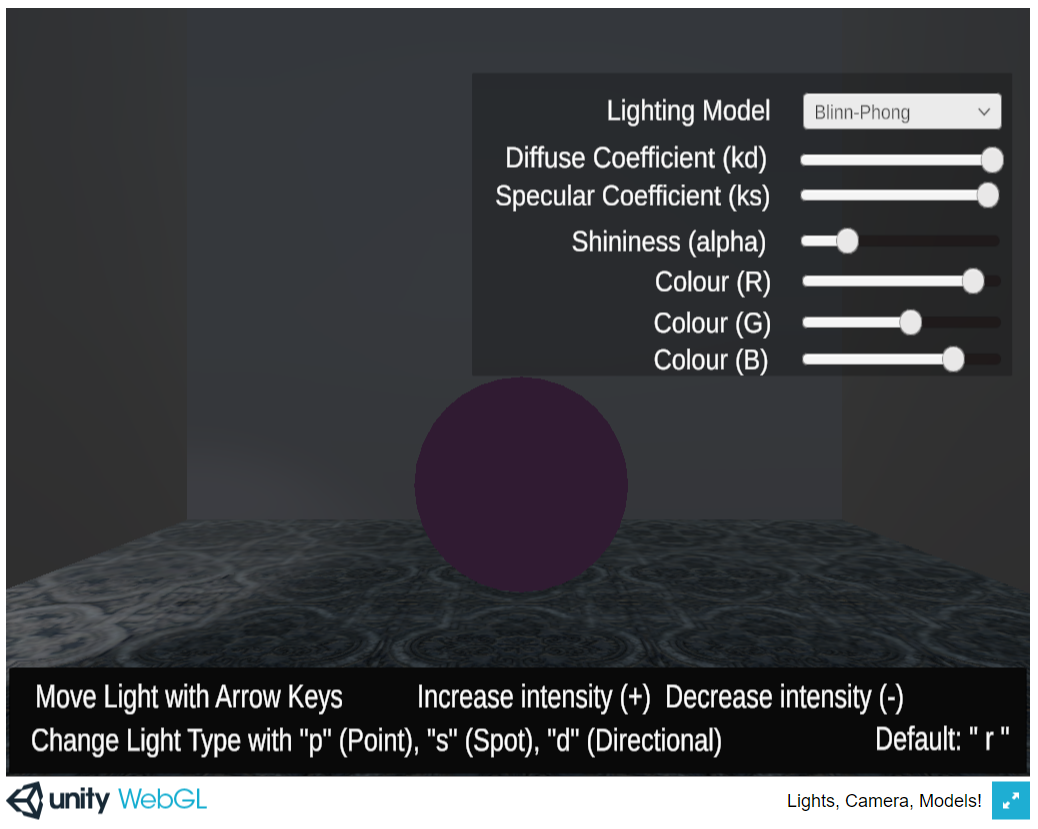 Lighting Model Blinn-Phong
Diffuse Coefficient (kd)
Specular Coefficient (ks)
Shininess (alpha)
Colour (R)
Colour (G)
Colour (B)
Move Light with Arrow Keys Increase intensity (+) Decrease intensity (-)
Change Light Type with "p" (Point), "s" (Spot), "d" (Directional) Default: " r "
unity WebGL Lights, Camera, Models!